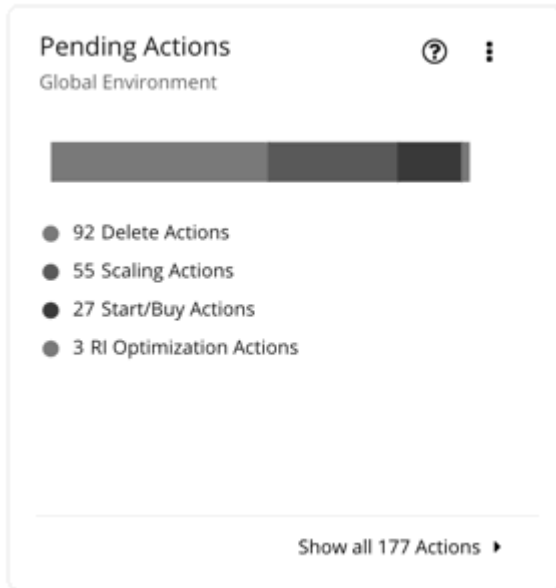 Pending Actions
Global Environment
92 Delete Actions
55 Scaling Actions
27 Start/Buy Actions
3 RI Optimization Actions
Show all 177 Actions